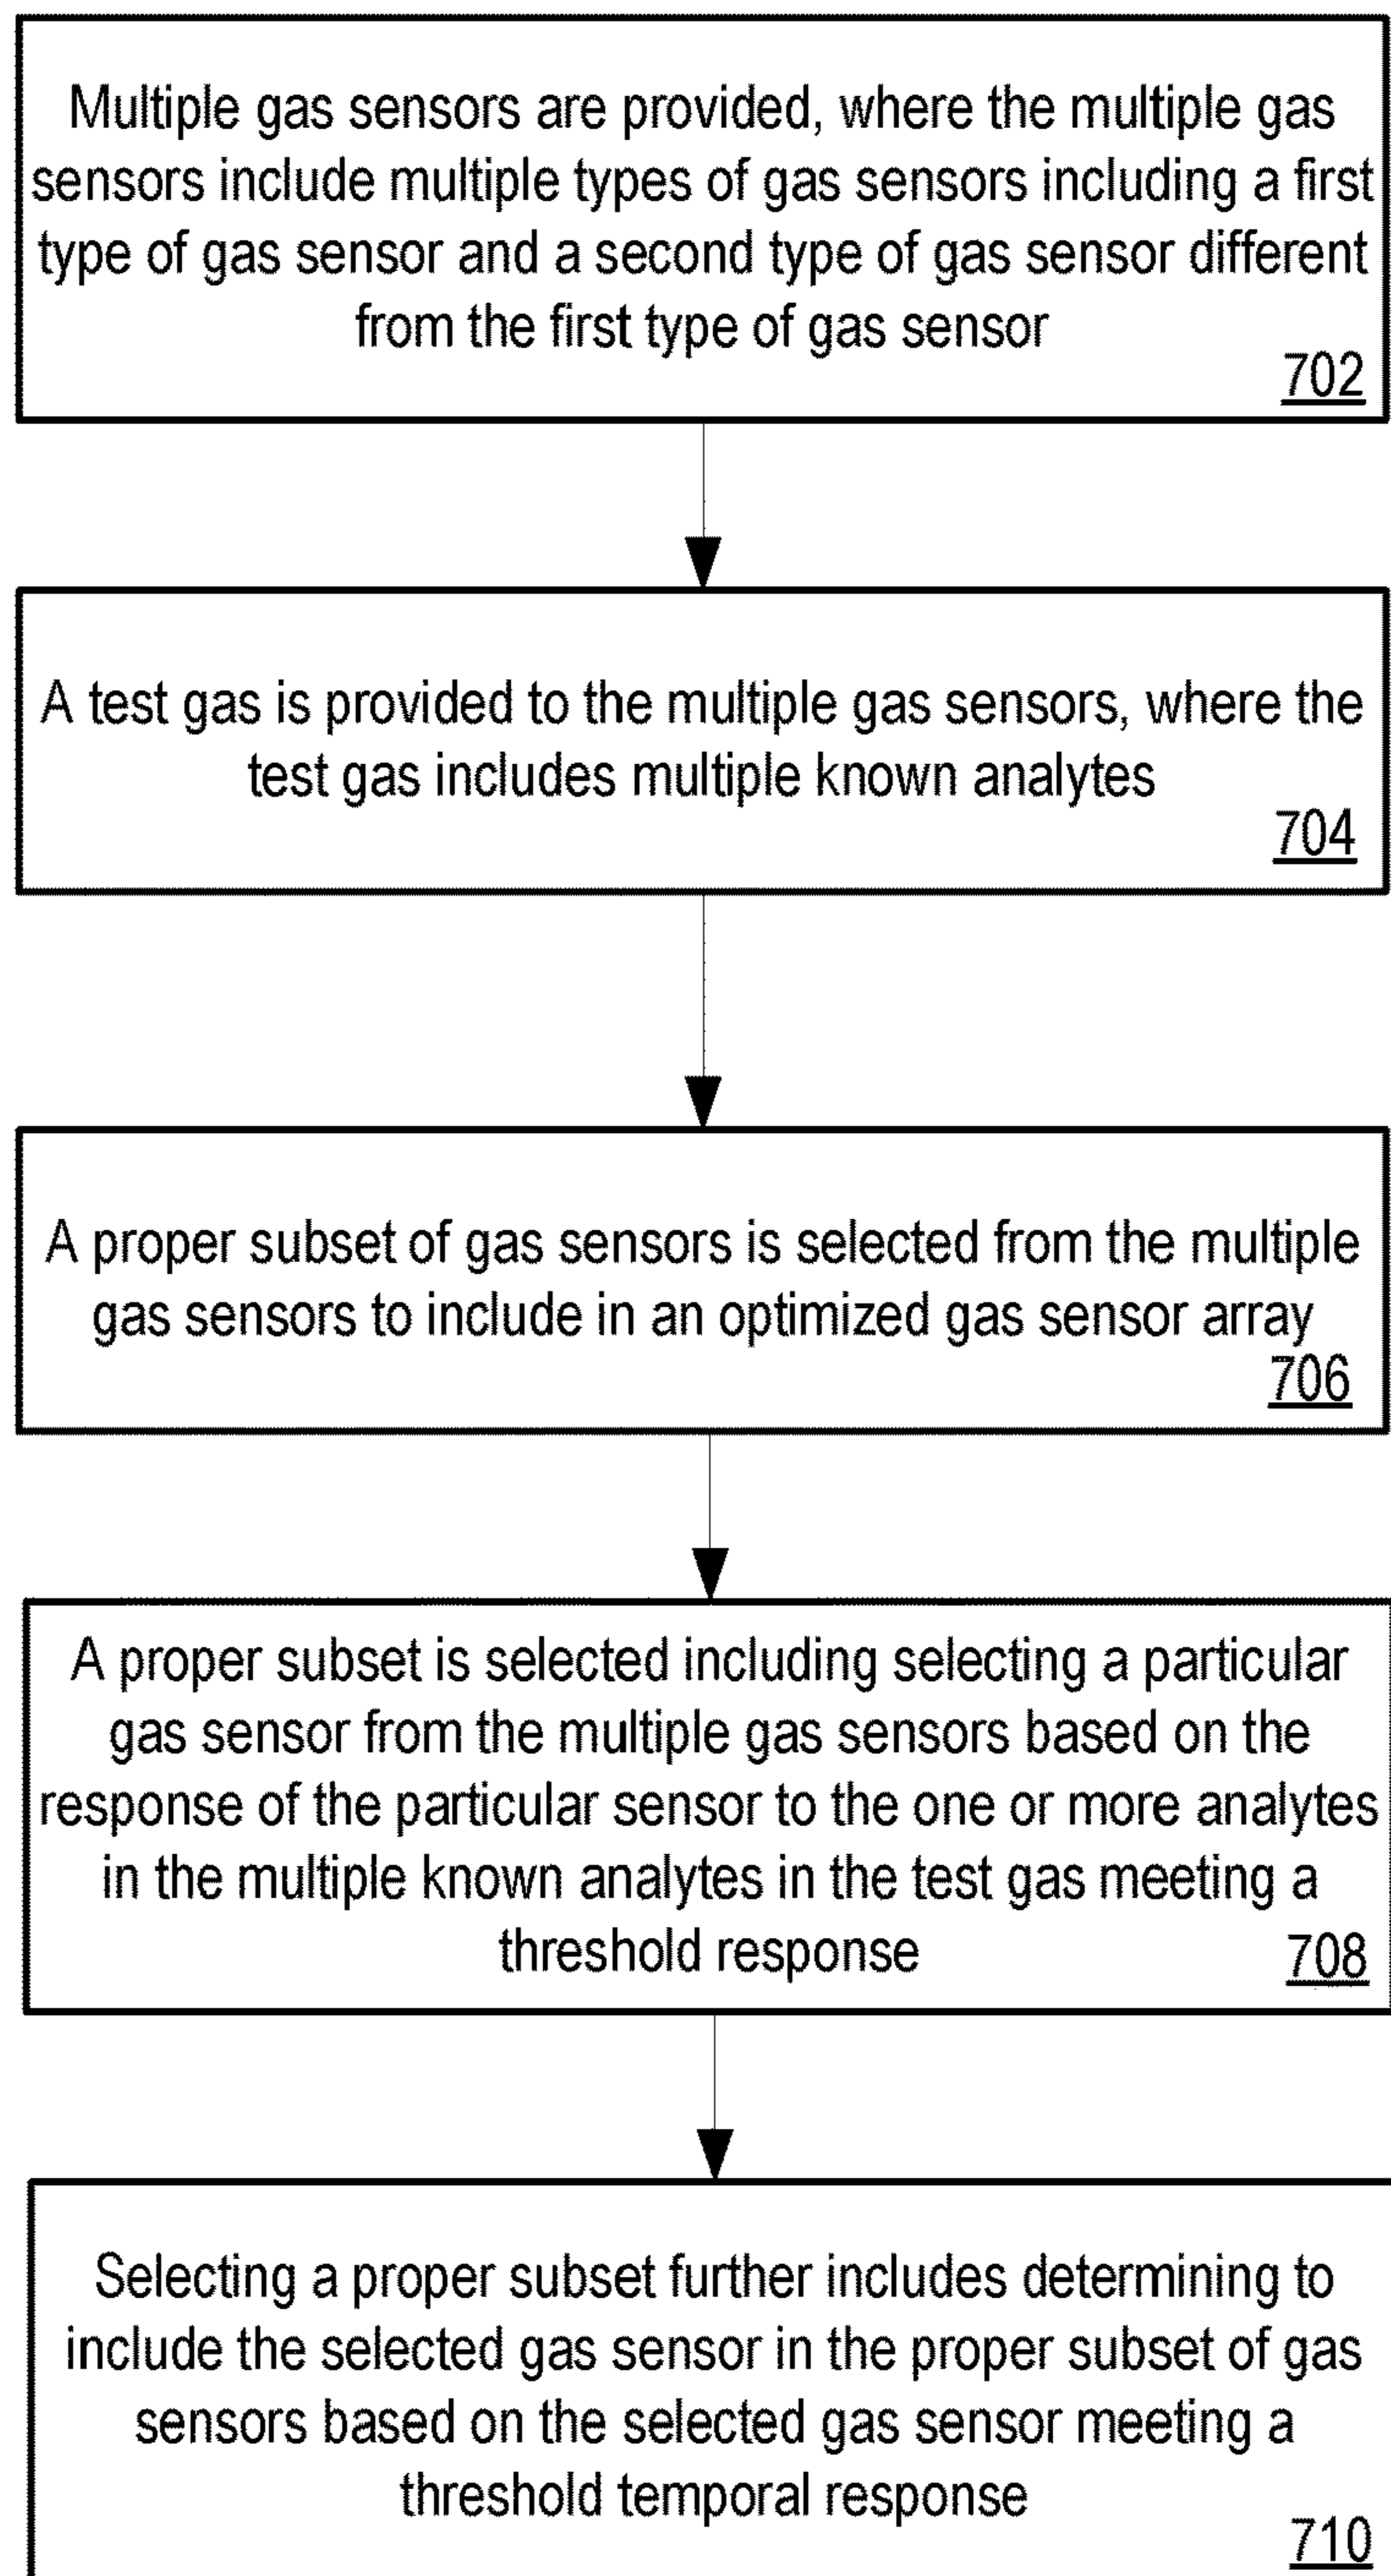 Multiple gas sensors are provided, where the multiple gas
sensors include multiple types of gas sensors including a first
type of gas sensor and a second type of gas sensor different
from the first type of gas sensor
702
A test gas is provided to the multiple gas sensors, where the
test gas includes multiple known analytes
704
A proper subset of gas sensors is selected from the multiple
gas sensors to include in an optimized gas sensor array
706
A proper subset is selected including selecting a particular
gas sensor from the multiple gas sensors based on the
response of the particular sensor to the one or more analytes
in the multiple known analytes in the test gas meeting a
threshold response
708
Selecting a proper subset further includes determining to
include the selected gas sensor in the proper subset of gas
sensors based on the selected gas sensor meeting a
threshold temporal response
710